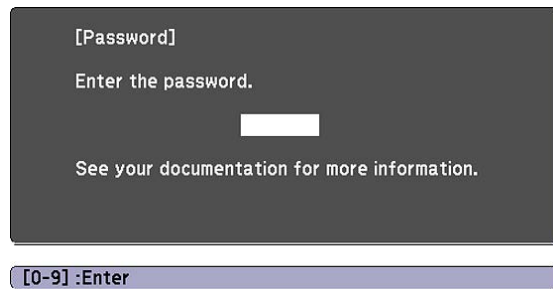 [Password]
Enter the password.
See your documentation for more information.
[0-9] :Enter